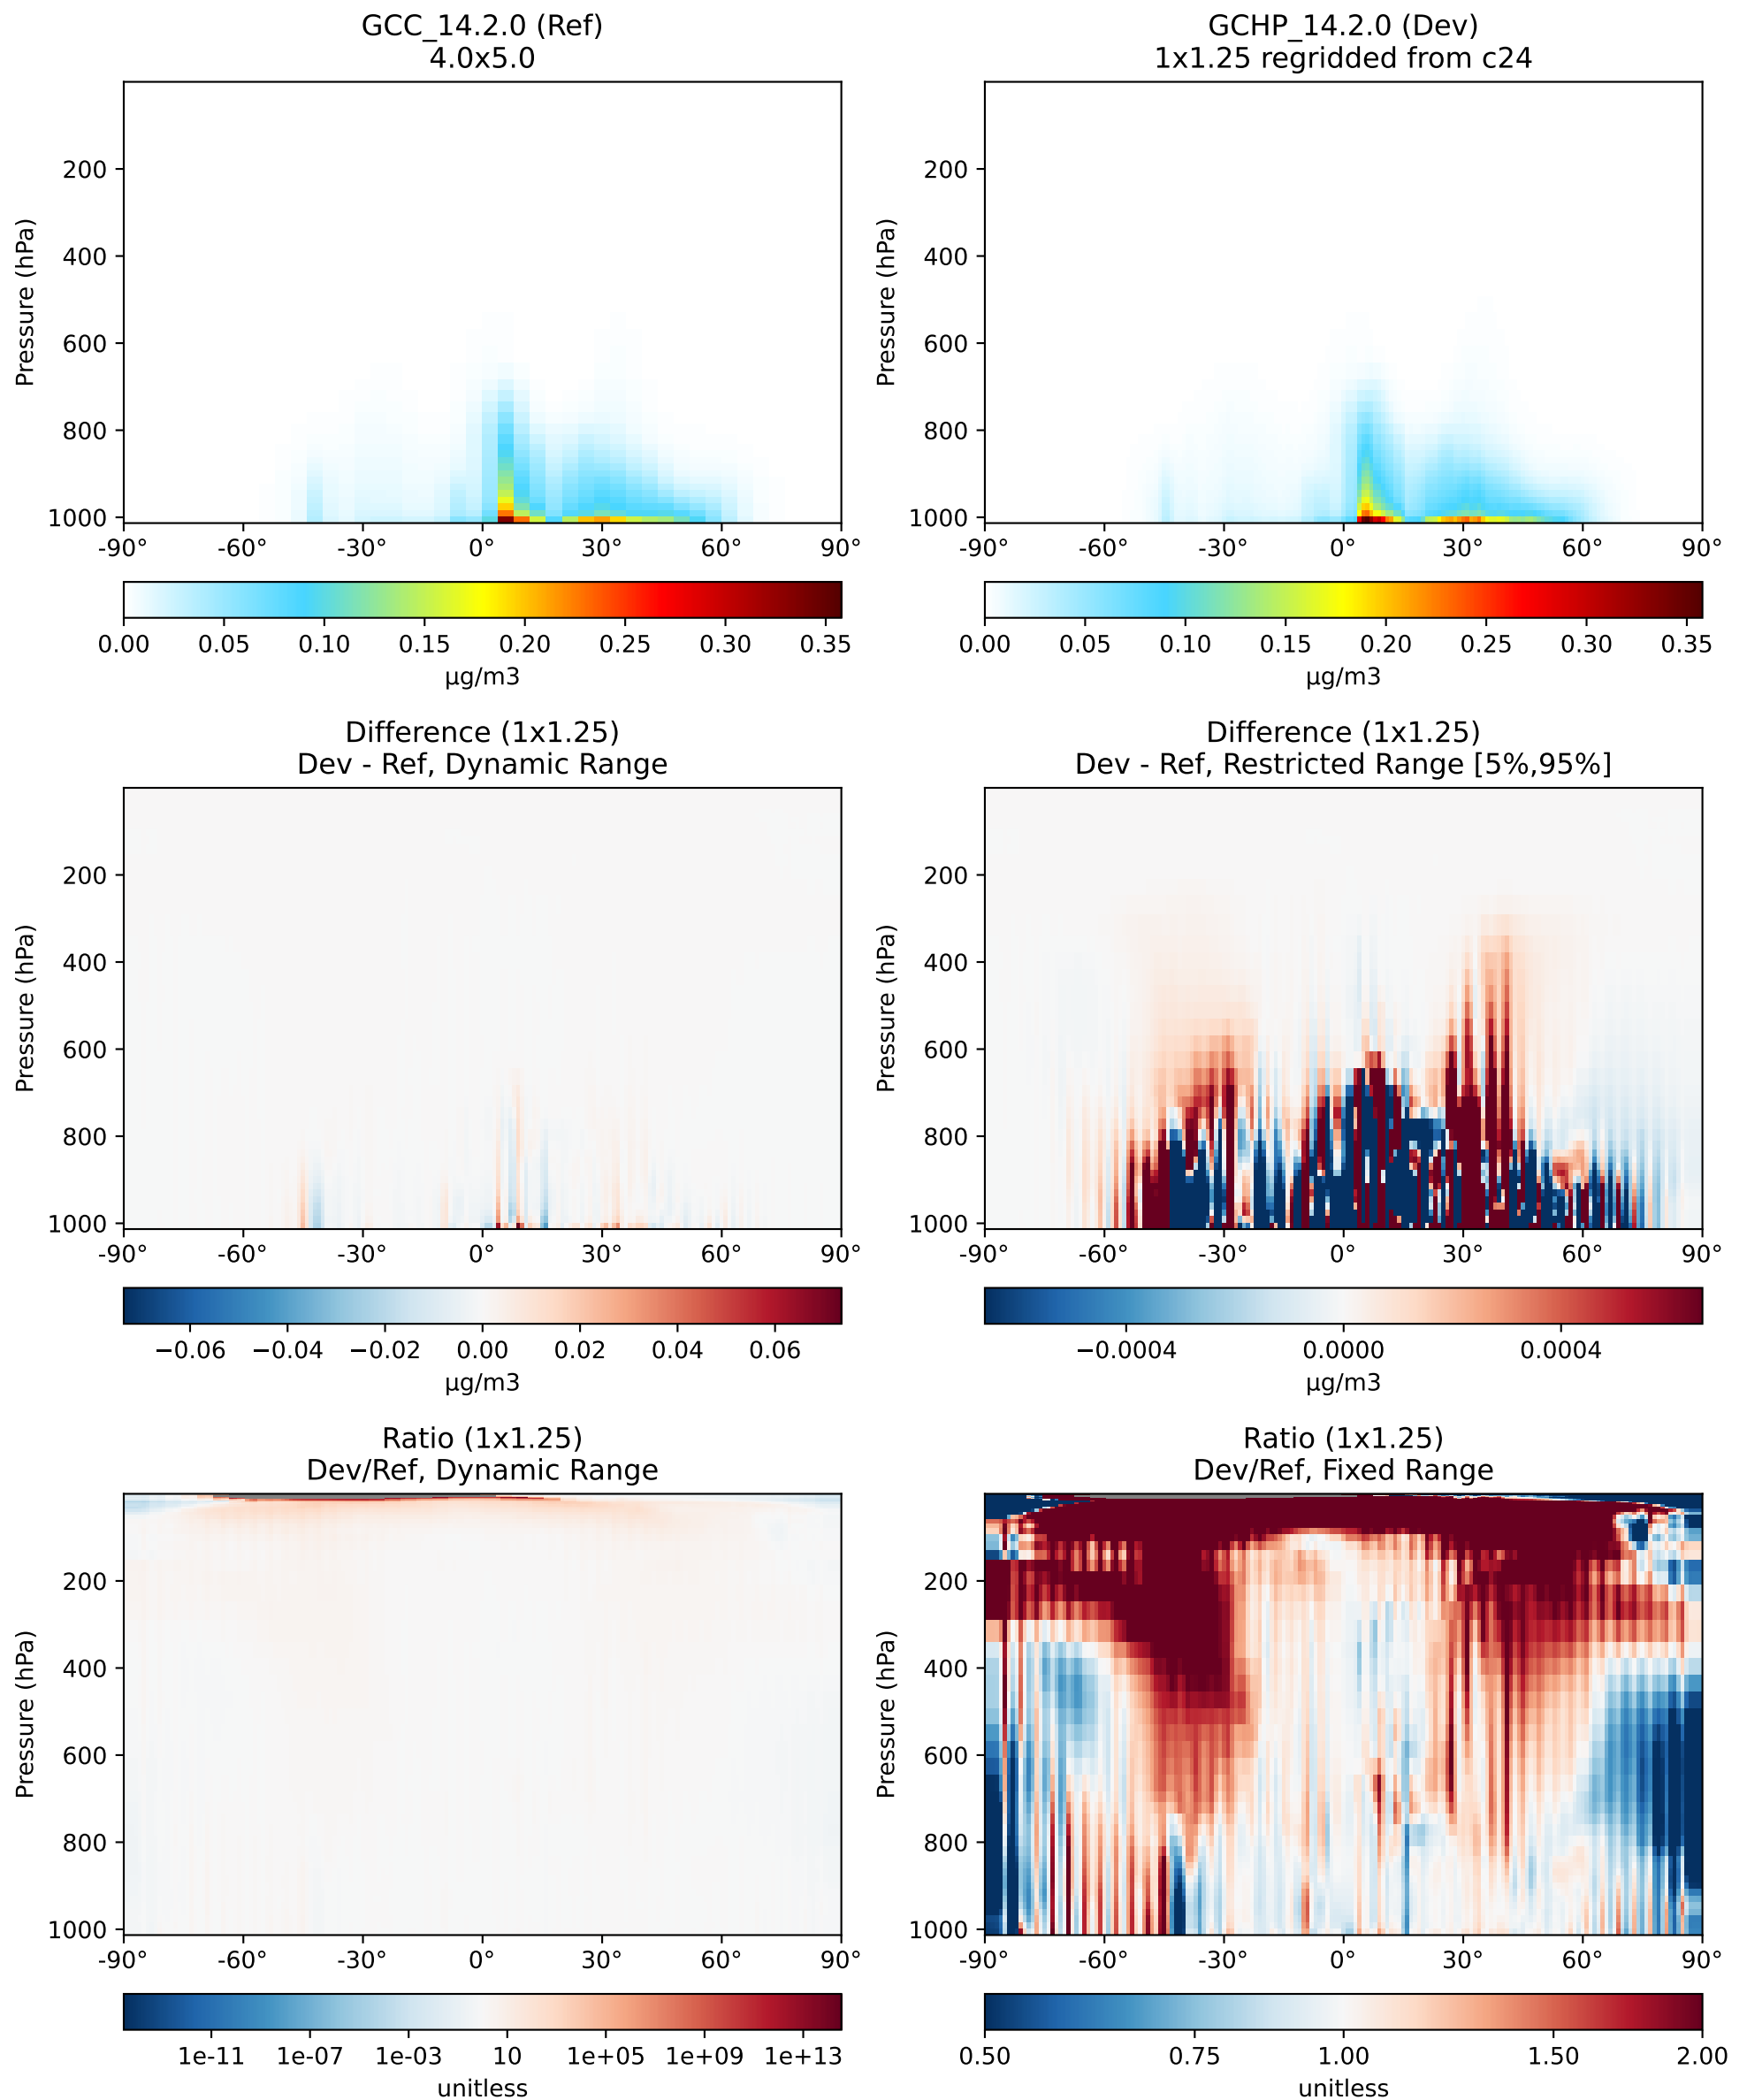 GCC_14.2.0 (Ref)
4.0x5.0
Pressure (hPa)
200
400
600
800
1000
-90° -60° -30° 0° 30° 60° 90°
0.00 0.05 0.10 0.15 0.20 0.25 0.30 0.35
μg/m3
GCHP_14.2.0 (Dev)
1x1.25 regridded from c24
Pressure (hPa)
200
400
600
800
1000
-90° -60° -30° 0° 30° 60° 90°
0.00 0.05 0.10 0.15 0.20 0.25 0.30 0.35
μg/m3
Difference (1x1.25)
Dev - Ref, Dynamic Range
Pressure (hPa)
200
400
600
800
1000
-90° -60° -30° 0° 30° 60° 90°
−0.06 −0.04 −0.02 0.00 0.02 0.04 0.06
μg/m3
Difference (1x1.25)
Dev - Ref, Restricted Range [5%,95%]
Pressure (hPa)
200
400
600
800
1000
-90° -60° -30° 0° 30° 60° 90°
−0.0004 0.0000 0.0004
μg/m3
Ratio (1x1.25)
Dev/Ref, Dynamic Range
Pressure (hPa)
200
400
600
800
1000
-90° -60° -30° 0° 30° 60° 90°
1e-11 1e-07 1e-03 10 1e+05 1e+09 1e+13
unitless
Ratio (1x1.25)
Dev/Ref, Fixed Range
Pressure (hPa)
200
400
600
800
1000
-90° -60° -30° 0° 30° 60° 90°
0.50 0.75 1.00 1.50 2.00
unitless